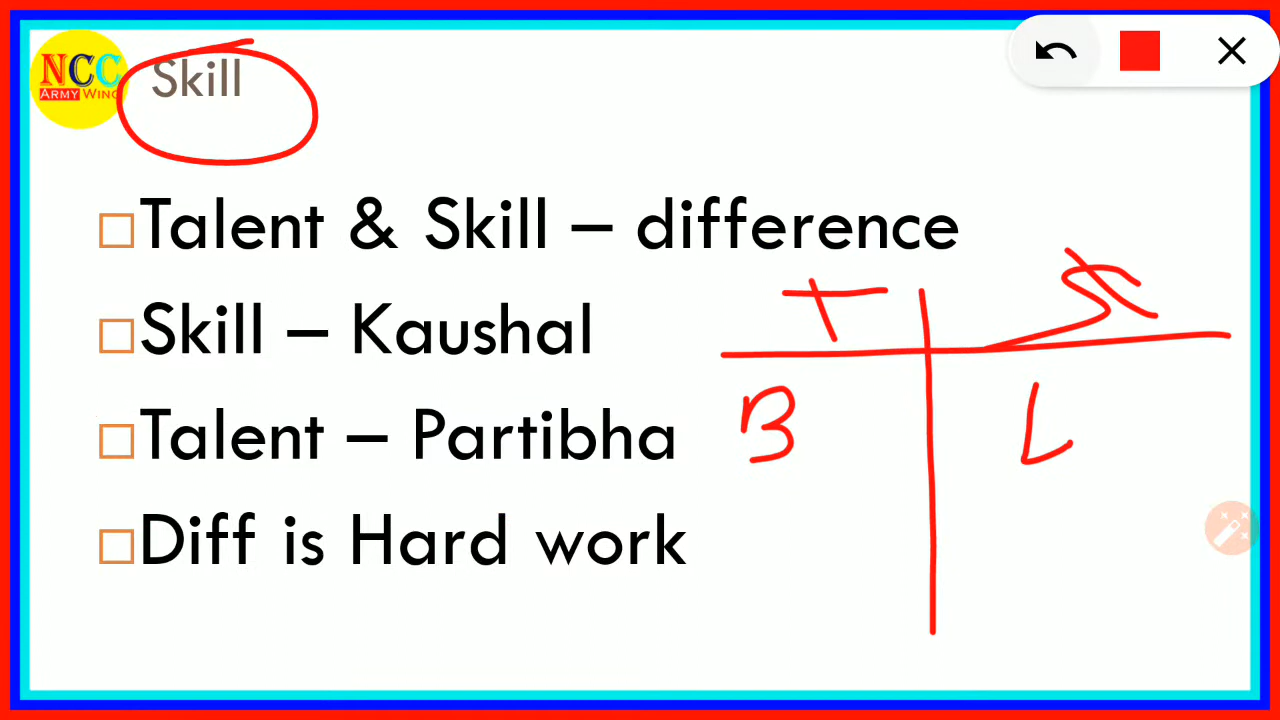 NCC
ARMY WING
Skill
Talent & Skill – difference
T
Skill – Kaushal
Talent – Partibha
B L
Diff is Hard work